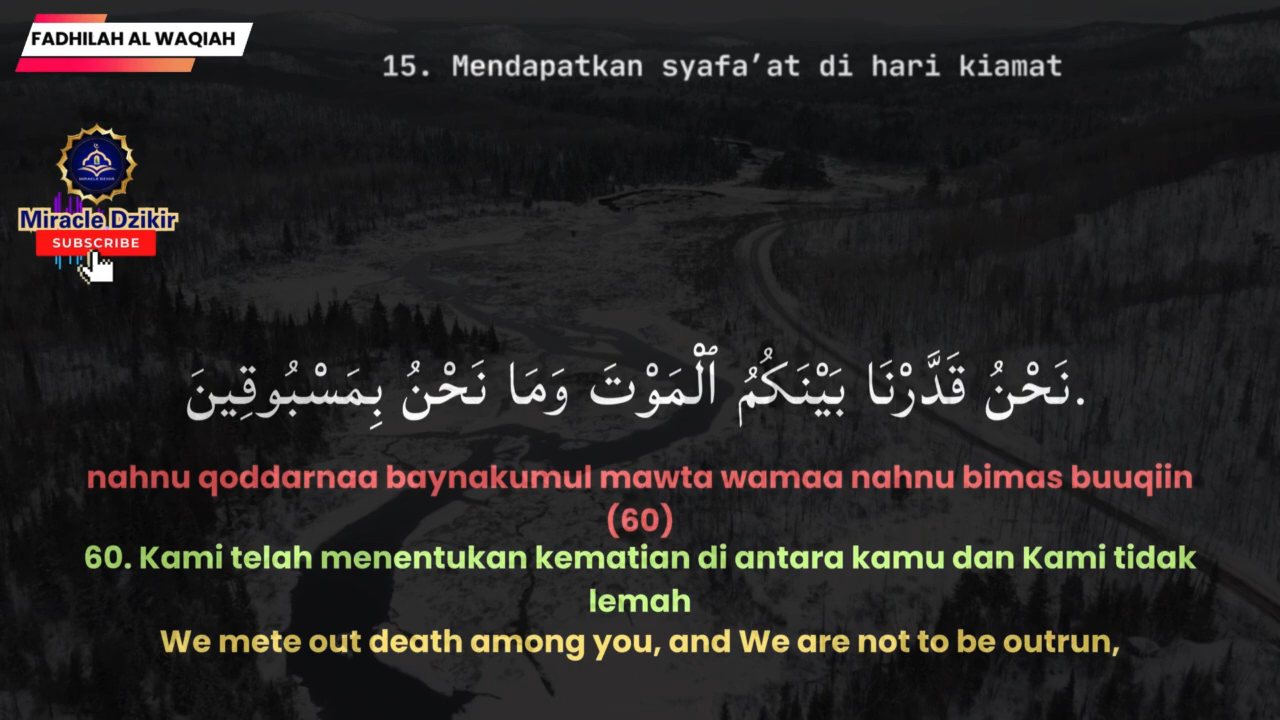 FADHILAH AL WAQIAH
15. Mendapatkan syafa’at di hari kiamat
Miracle Dzikir
SUBSCRIBE
نَحْنُ قَدَّرْنَا بَيْنَكُمُ ٱلْمَوْتَ وَمَا نَحْنُ بِمَسْبُوقِينَ.
nahnu qoddarnaa baynakumul mawta wamaa nahnu bimas buuqiin
(60)
60. Kami telah menentukan kematian di antara kamu dan Kami tidak
lemah
We mete out death among you, and We are not to be outrun,